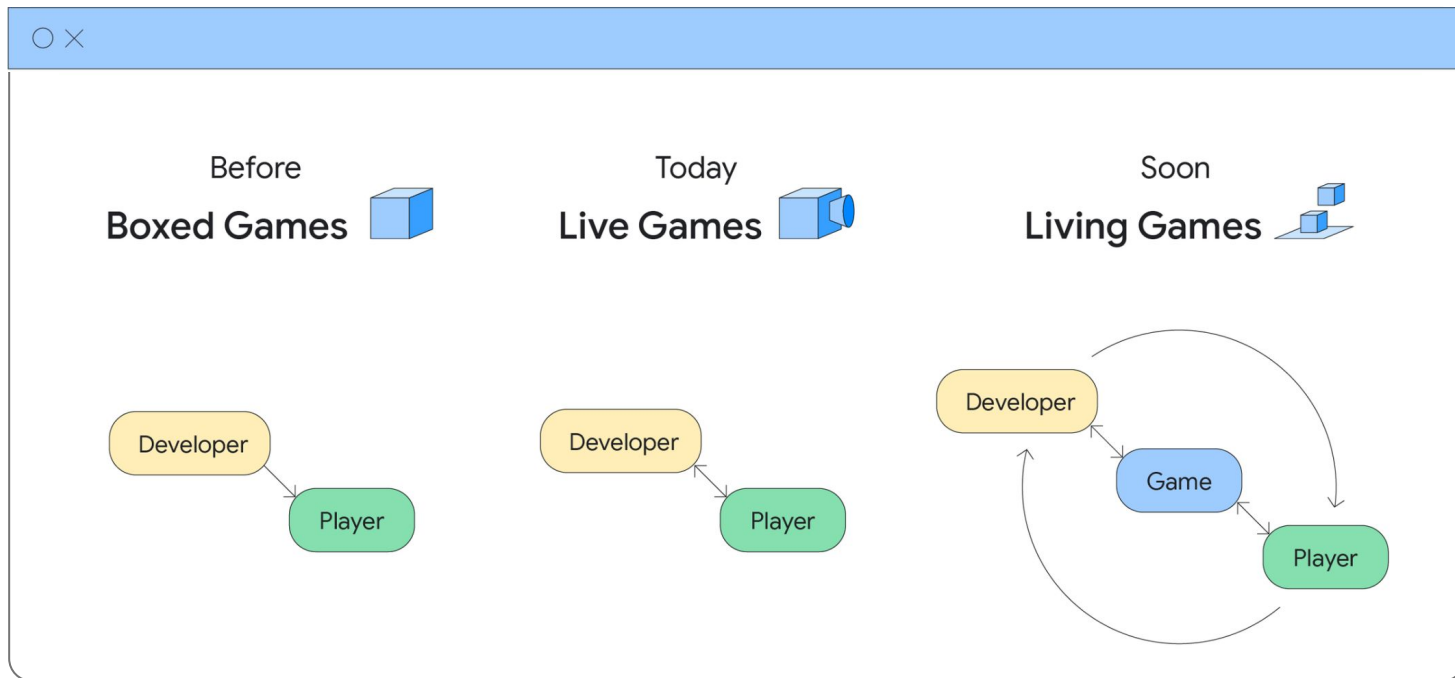 Before
Boxed Games
Developer
Player
Today
Live Games
Developer
Player
Soon
Living Games
Developer
Game
Player